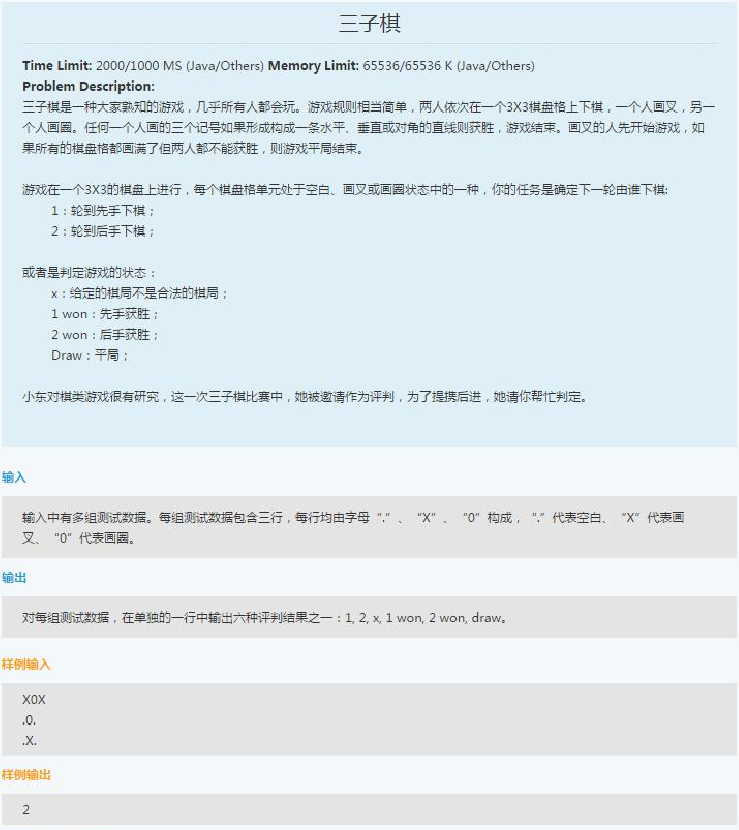 三子棋
Time Limit: 2000/1000 MS (Java/Others) Memory Limit: 65536/65536 K (Java/Others)
Problem Description:
三子棋是一种大家熟知的游戏，几乎所有人都会玩。游戏规则相当简单，两人依次在一个3X3棋盘格上下棋，一个人画叉，另一
个人画圈。任何一个人画的三个记号如果形成构成一条水平、垂直或对角的直线则获胜，游戏结束。画叉的人先开始游戏，如
果所有的棋盘格都画满了但两人都不能获胜，则游戏平局结束。
游戏在一个3X3的棋盘上进行，每个棋盘格单元处于空白、画叉或画圈状态中的一种，你的任务是确定下一轮由谁下棋:
1：轮到先手下棋；
2：轮到后手下棋；
或者是判定游戏的状态：
x：给定的棋局不是合法的棋局；
1 won：先手获胜；
2 won：后手获胜；
Draw：平局；
小东对棋类游戏很有研究，这一次三子棋比赛中，她被邀请作为评判，为了提携后进，她请你帮忙判定。
输入
输入中有多组测试数据。每组测试数据包含三行，每行均由字母“.”、“X”、“0”构成，“.”代表空白、“X”代表画
叉、“0”代表画圈。
输出
对每组测试数据，在单独的一行中輸出六种评判结果之一：1, 2, x, 1 won, 2 won, draw。
样例输入
X0X
.0.
.X.
样例输出
2